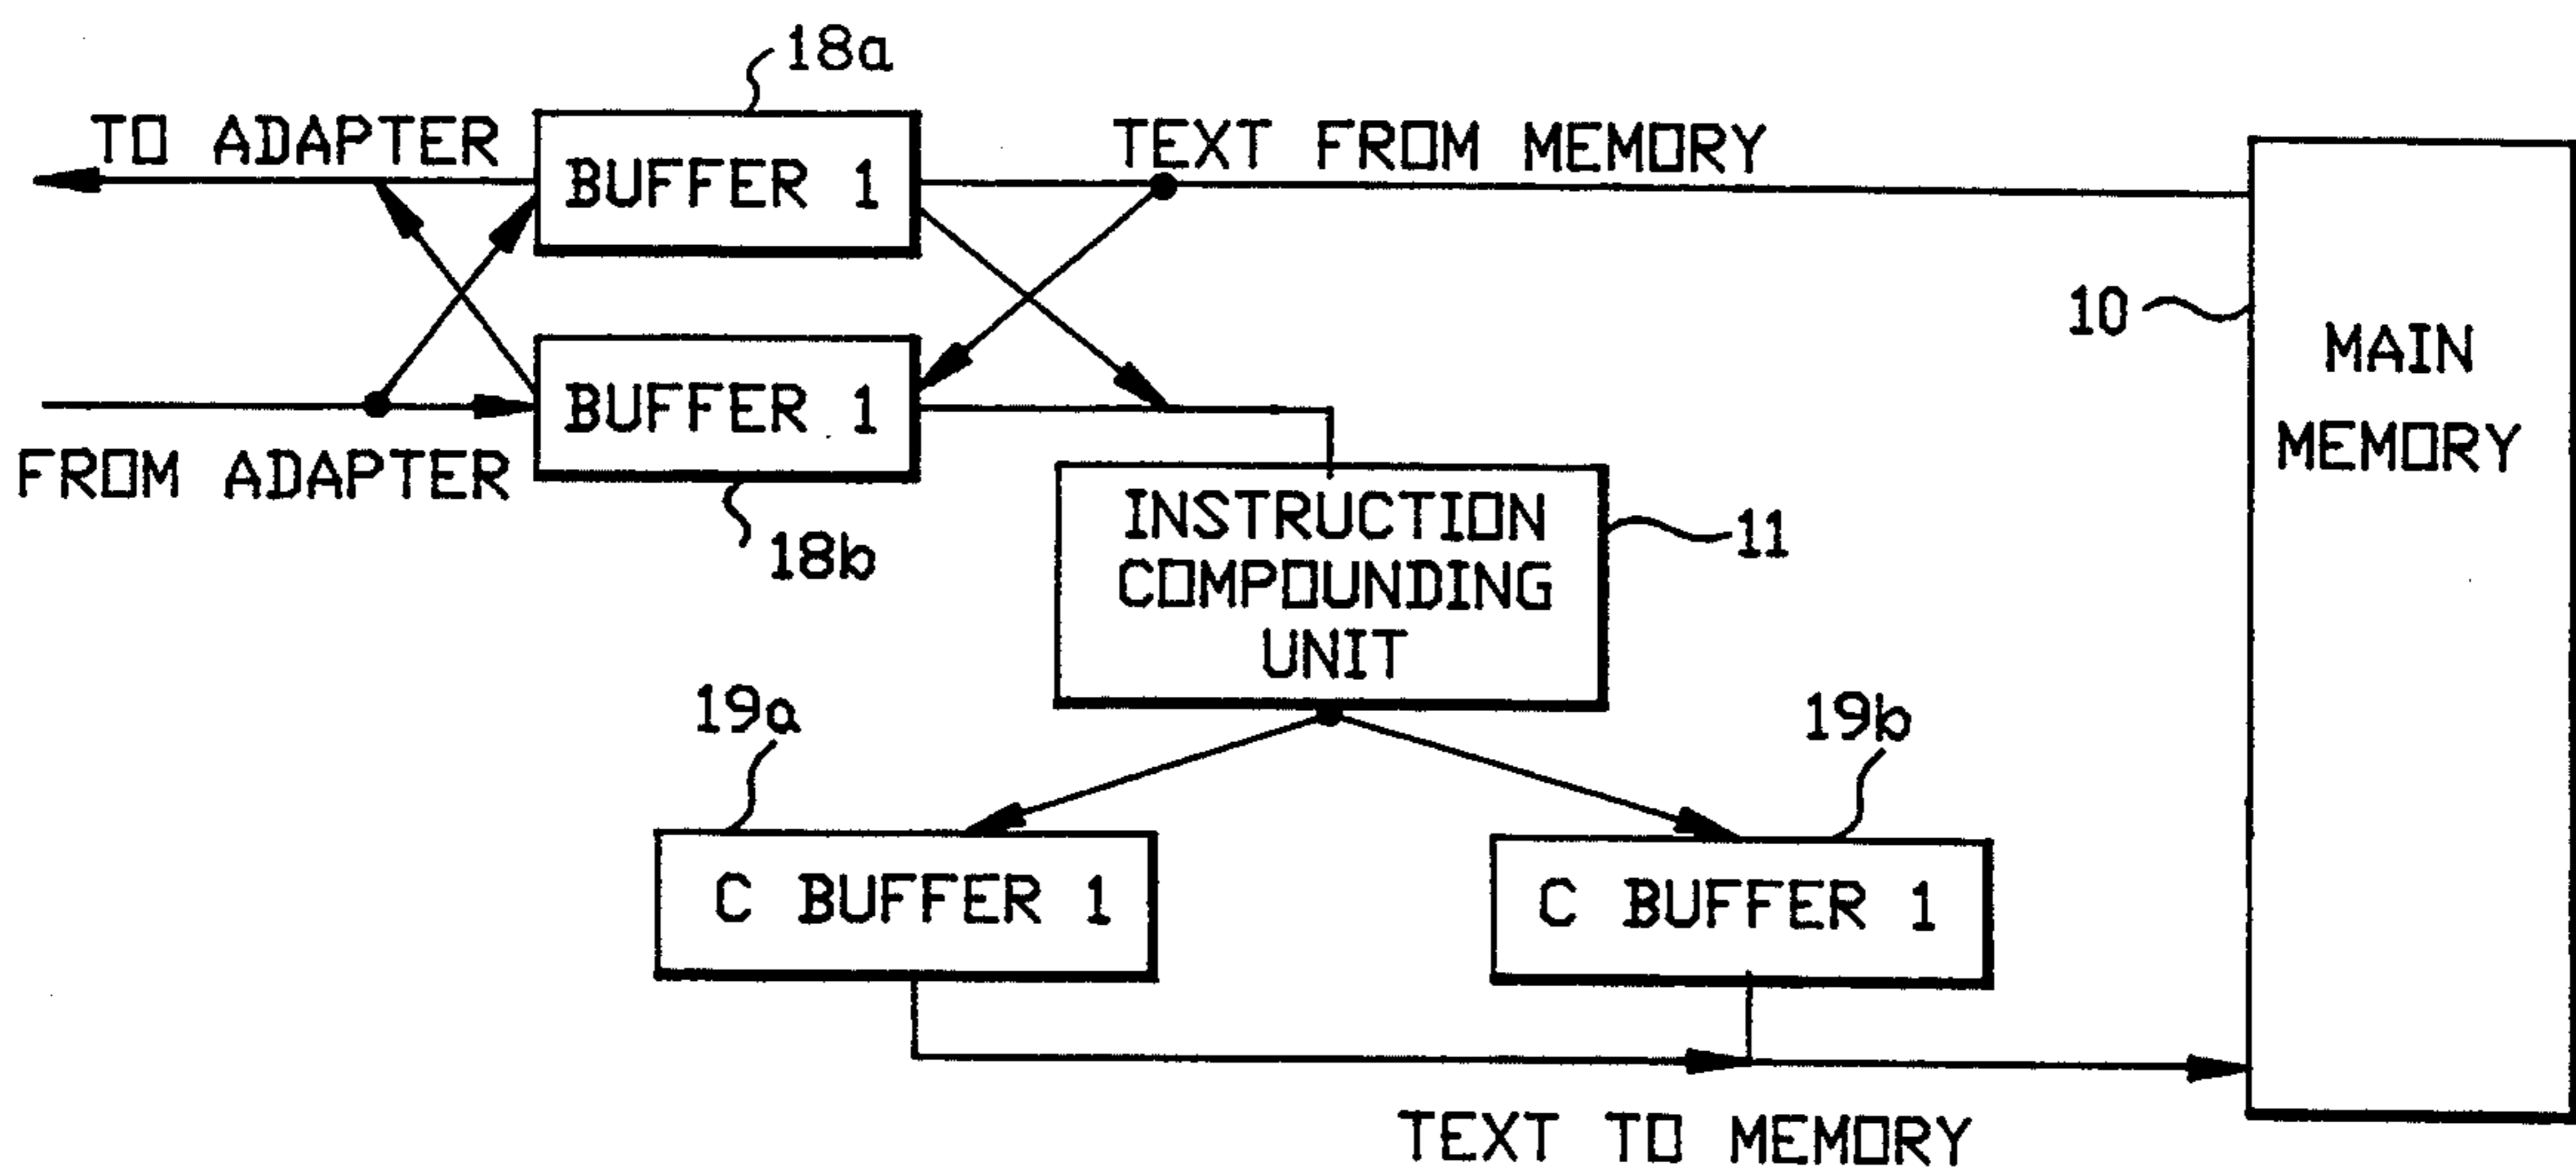 18a
TO ADAPTER
BUFFER 1
TEXT FROM MEMORY
10
MAIN
MEMORY
BUFFER 1
FROM ADAPTER
18b
INSTRUCTION
COMPOUNDING
UNIT
11
19a
19b
C BUFFER 1
C BUFFER 1
TEXT TO MEMORY